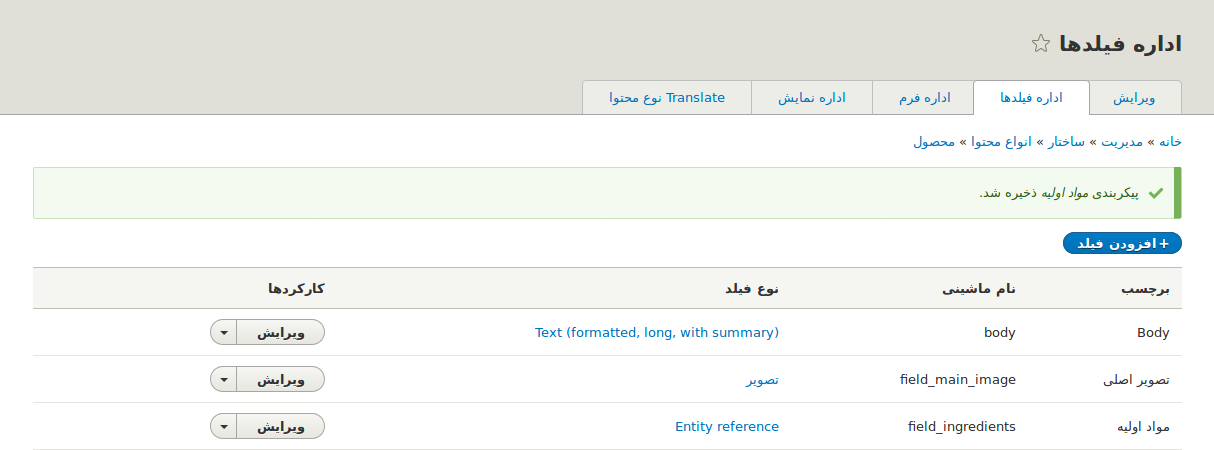 اداره فیلدها
ویرایش اداره فیلدها اداره فرم اداره نمایش Translate نوع محتوا
خانه » مدیریت » ساختار » انواع محتوا » محصول
پیکربندی مواد اولیه ذخیره شد.
+افزودن فیلد
برچسب نام ماشینی نوع فیلد کارکردها
Body body Text (formatted, long, with summary) ویرایش
تصویر اصلی field_main_image تصویر ویرایش
مواد اولیه field_ingredients Entity reference ویرایش